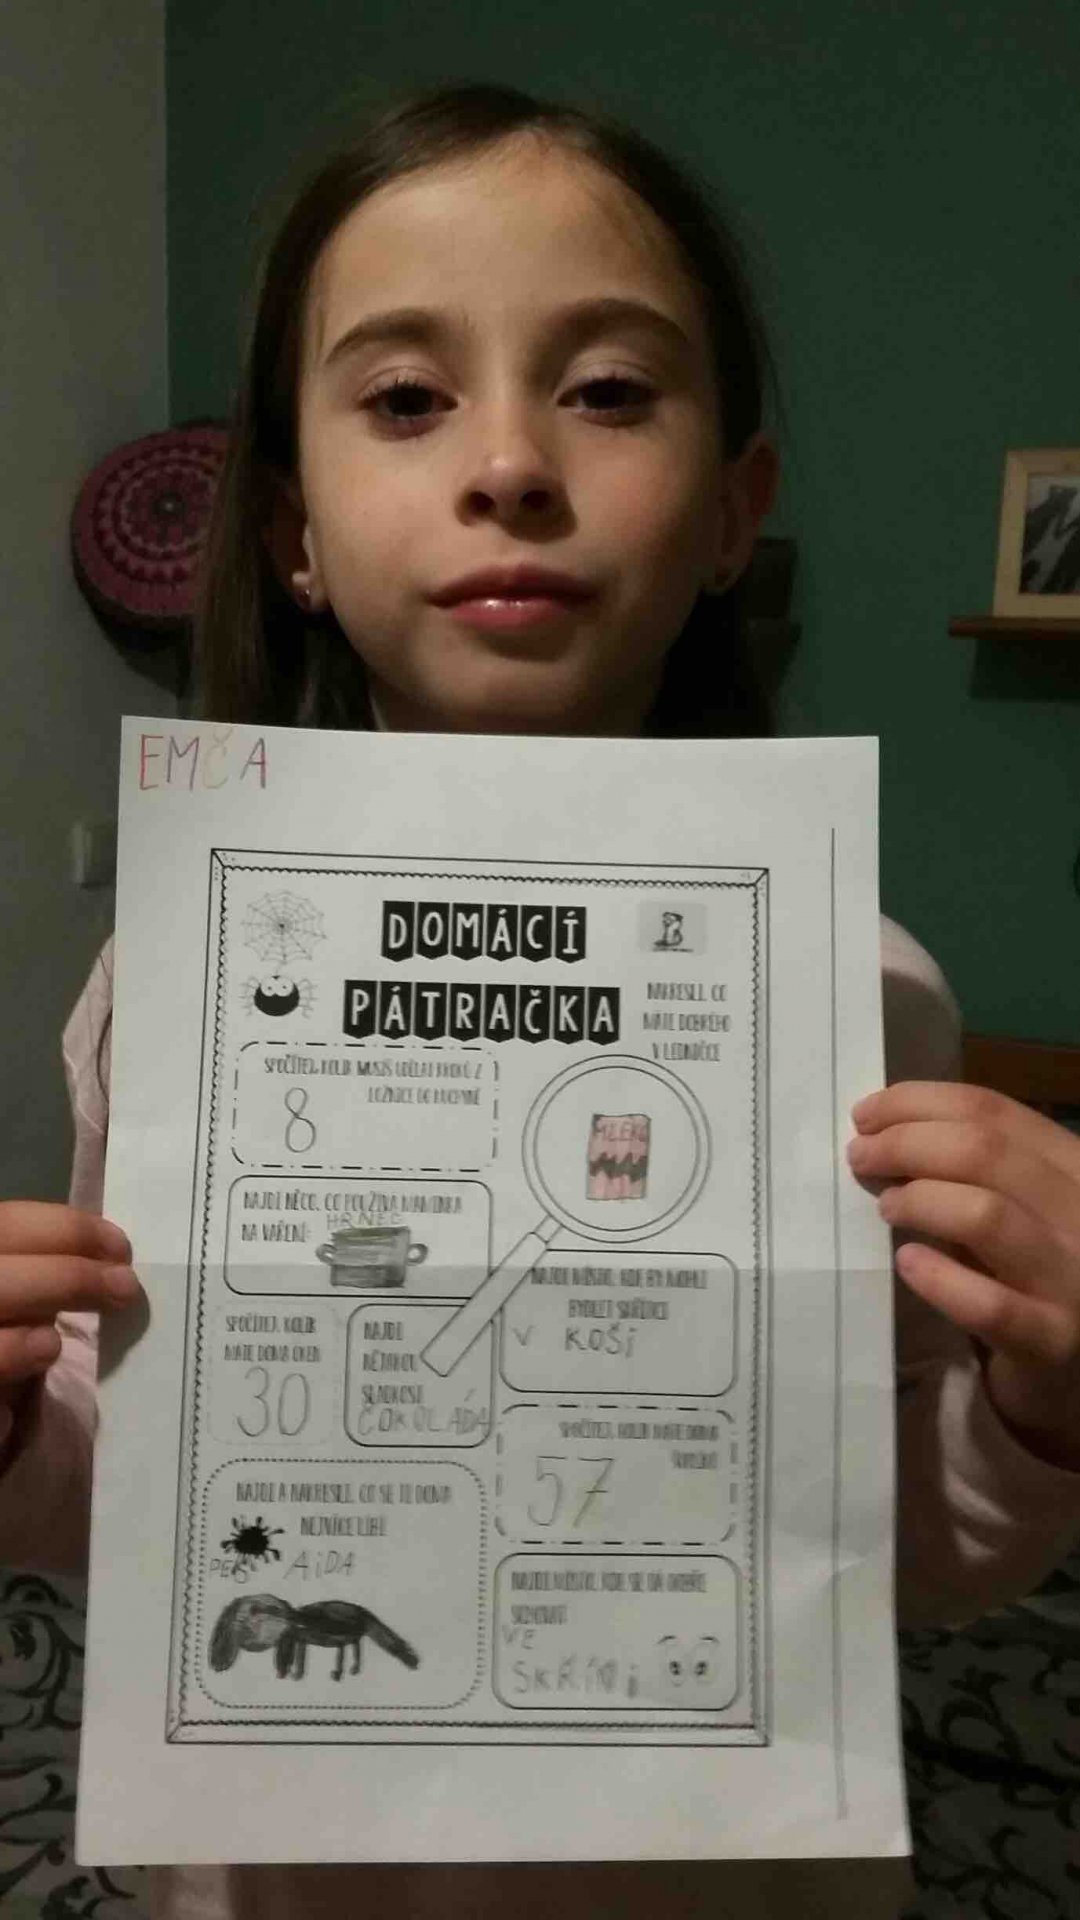 EMČA
DOMÁCÍ
PÁTRAČKA
NAKRESLI, CO
MÁTE DOBRÉHO
V LEDNIČCE
SPOČÍTEJ, KOLIK MUSÍŠ UDĚLAT KROKŮ Z
LOŽNICE DO KUCHYNĚ
8
MLÉKO
NAJDI NĚCO, CO POUŽÍVÁ MAMINKA
NA VAŘENÍ:
HRNEC
NAJDI MÍSTO, KDE BY MOHLI
BYDLET SKŘÍTCI
V KOŠI
SPOČÍTEJ, KOLIK
MÁTE DOMA OKEN
30
NAJDI
NĚJAKOU
SLADKOST
ČOKOLÁDA
SPOČÍTEJ, KOLIK MÁTE DOMA
57
NAJDI A NAKRESLI, CO SE TI DOMA
NEJVÍCE LÍBÍ
PES AIDA
NAJDI MÍSTO, KDE SE DÁ DOBŘE
SCHOVAT
VE
SKŘÍNI